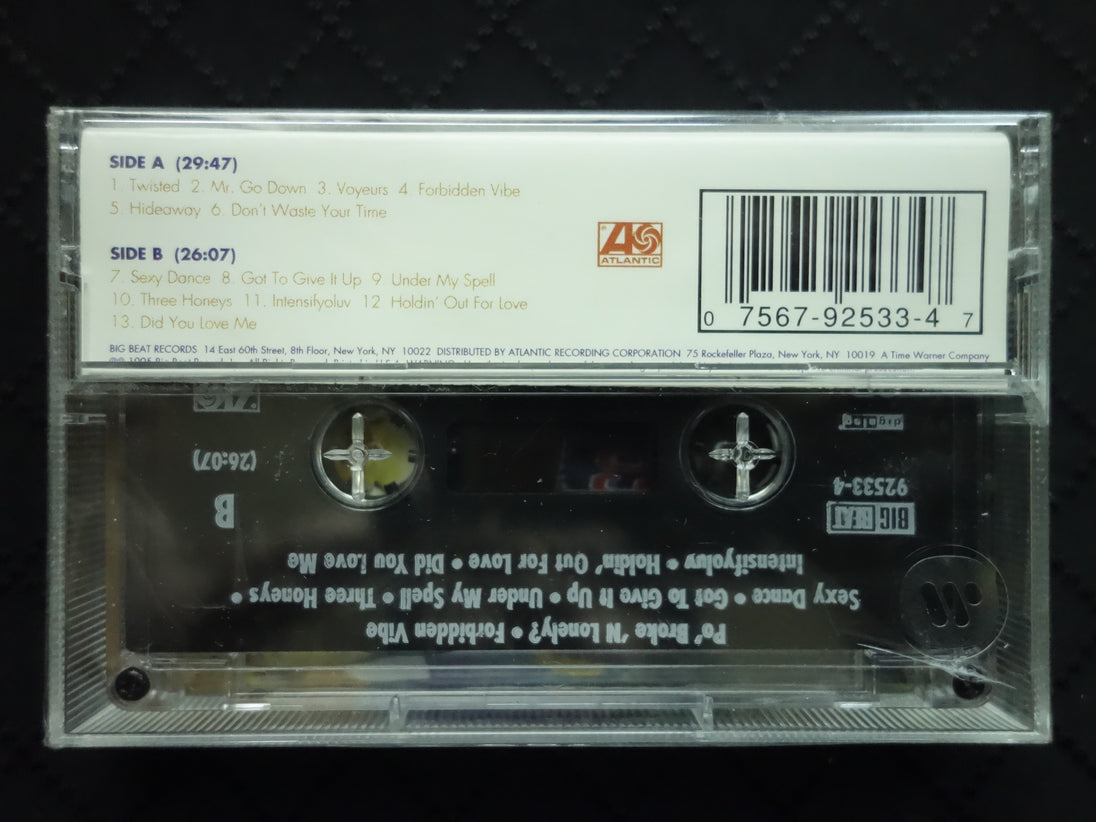 SIDE A (29:47)
1. Twisted 2. Mr. Go Down 3. Voyeurs 4 Forbidden Vibe
5. Hideaway 6. Don't Waste Your Time
SIDE B (26:07)
7. Sexy Dance 8. Got To Give It Up 9. Under My Spell
10. Three Honeys 11. Intensifyoluv 12 Holdin' Out For Love
13. Did You Love Me
ATLANTIC
0 7567-92533-4 7
BIG BEAT RECORDS 14 East 60th Street, 8th Floor, New York, NY 10022 DISTRIBUTED BY ATLANTIC RECORDING CORPORATION 75 Rockefeller Plaza, New York, NY 10019 A Time Warner Company
Po' Broke 'N Lonely? • Forbidden Vibe
Sexy Dance • Got To Give It Up • Under My Spell • Three Honeys •
Intensifyoluv • Holdin' Out For Love • Did You Love Me
BIG BEAT
92533-4
B
(26:07)